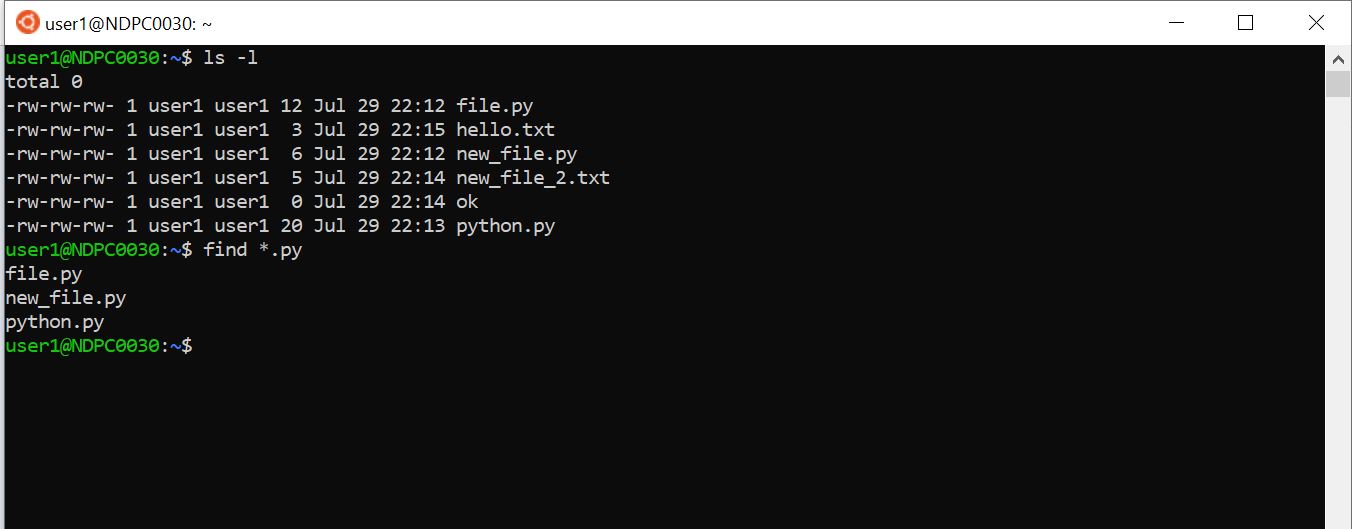 user1@NDPC0030: ~
user1@NDPC0030:~$ ls -l
total 0
-rw-rw-rw- 1 user1 user1 12 Jul 29 22:12 file.py
-rw-rw-rw- 1 user1 user1  3 Jul 29 22:15 hello.txt
-rw-rw-rw- 1 user1 user1  6 Jul 29 22:12 new_file.py
-rw-rw-rw- 1 user1 user1  5 Jul 29 22:14 new_file_2.txt
-rw-rw-rw- 1 user1 user1  0 Jul 29 22:14 ok
-rw-rw-rw- 1 user1 user1 20 Jul 29 22:13 python.py
user1@NDPC0030:~$ find *.py
file.py
new_file.py
python.py
user1@NDPC0030:~$